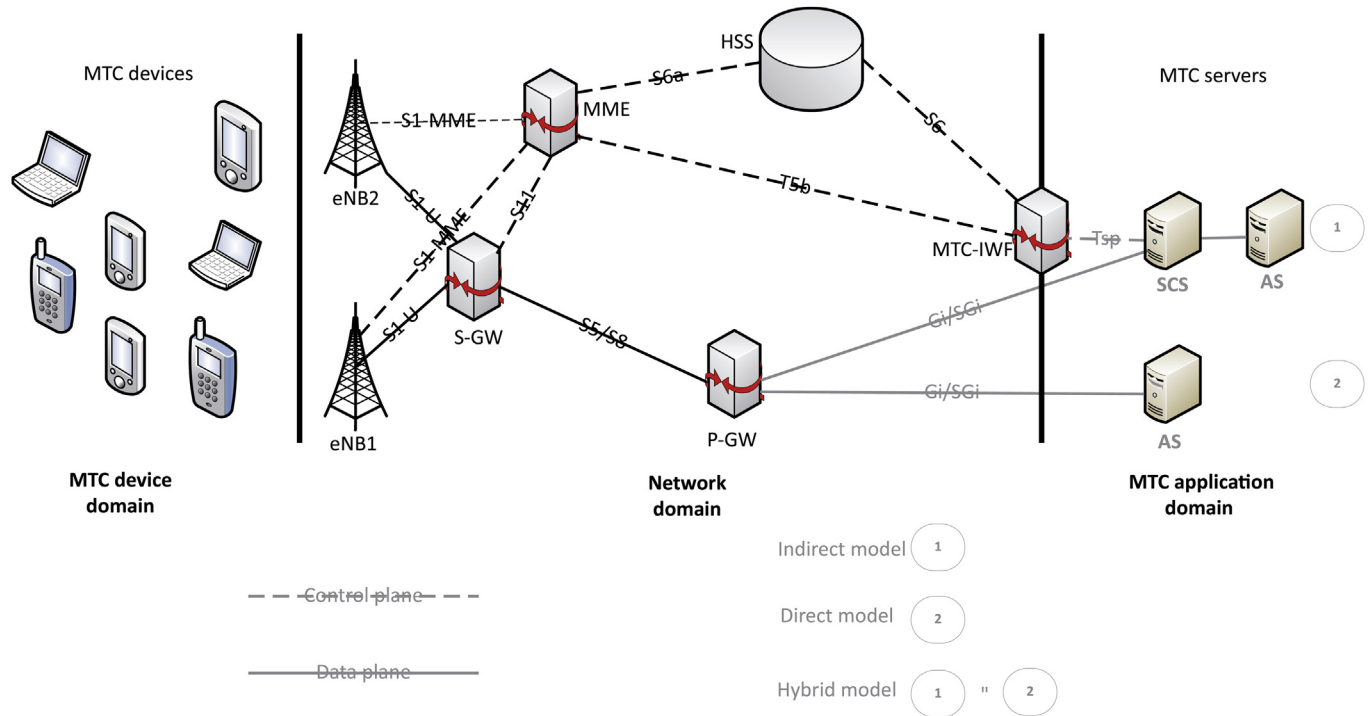 MTC devices
HSS
MTC servers
S6a
MME
S1 MME
S6
eNB2
S1 U
S11
T5b
S1 MME
MTC-IWF
Tsp
1
SCS
AS
S1 U
S-GW
S5/S8
Gi/SGi
Gi/SGi
2
eNB1
P-GW
AS
MTC device
domain
Network
domain
MTC application
domain
Indirect model 1
Control plane
Direct model 2
Data plane
Hybrid model 1 " 2